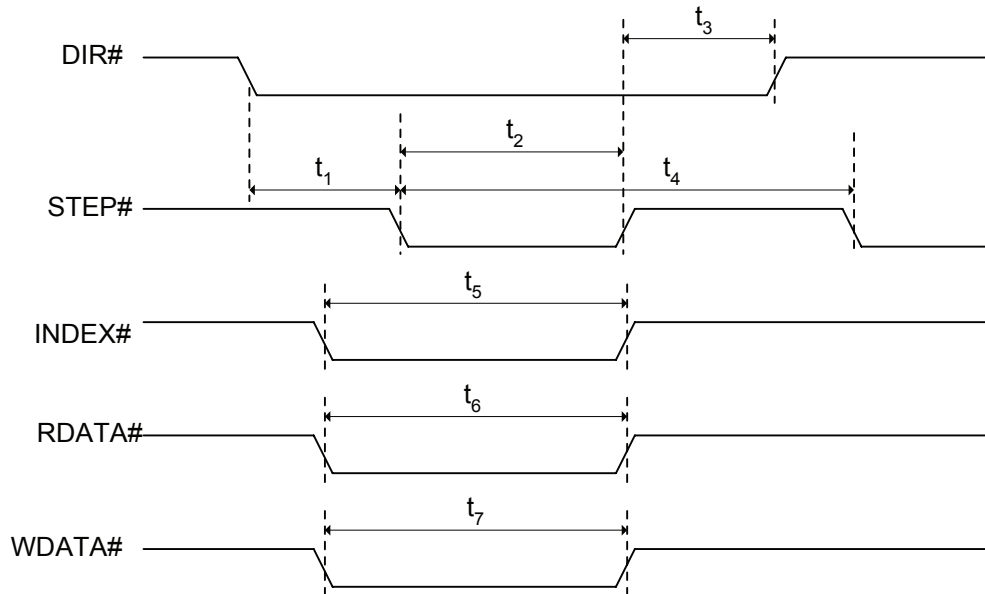 t₃
DIR#
t₂
t₁ t₄
STEP#
t₅
INDEX#
t₆
RDATA#
t₇
WDATA#